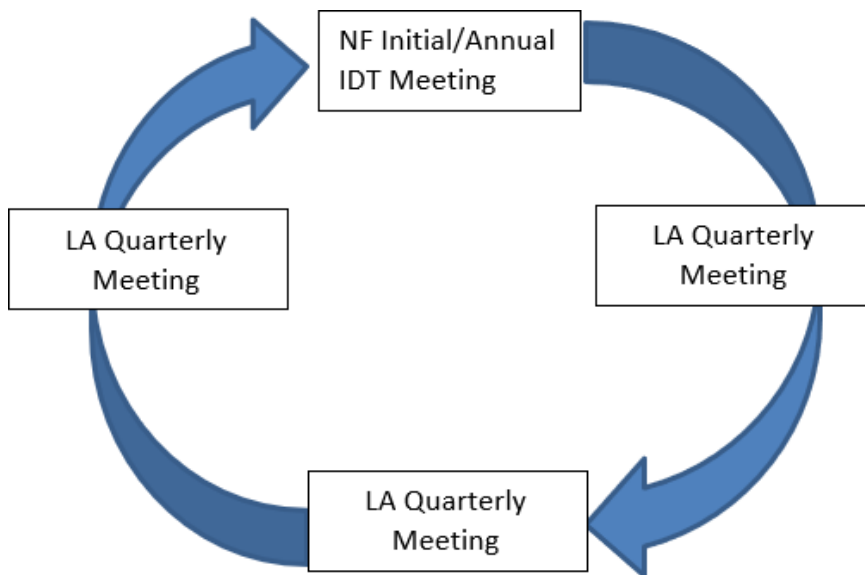 NF Initial/Annual
IDT Meeting
LA Quarterly
Meeting
LA Quarterly
Meeting
LA Quarterly
Meeting